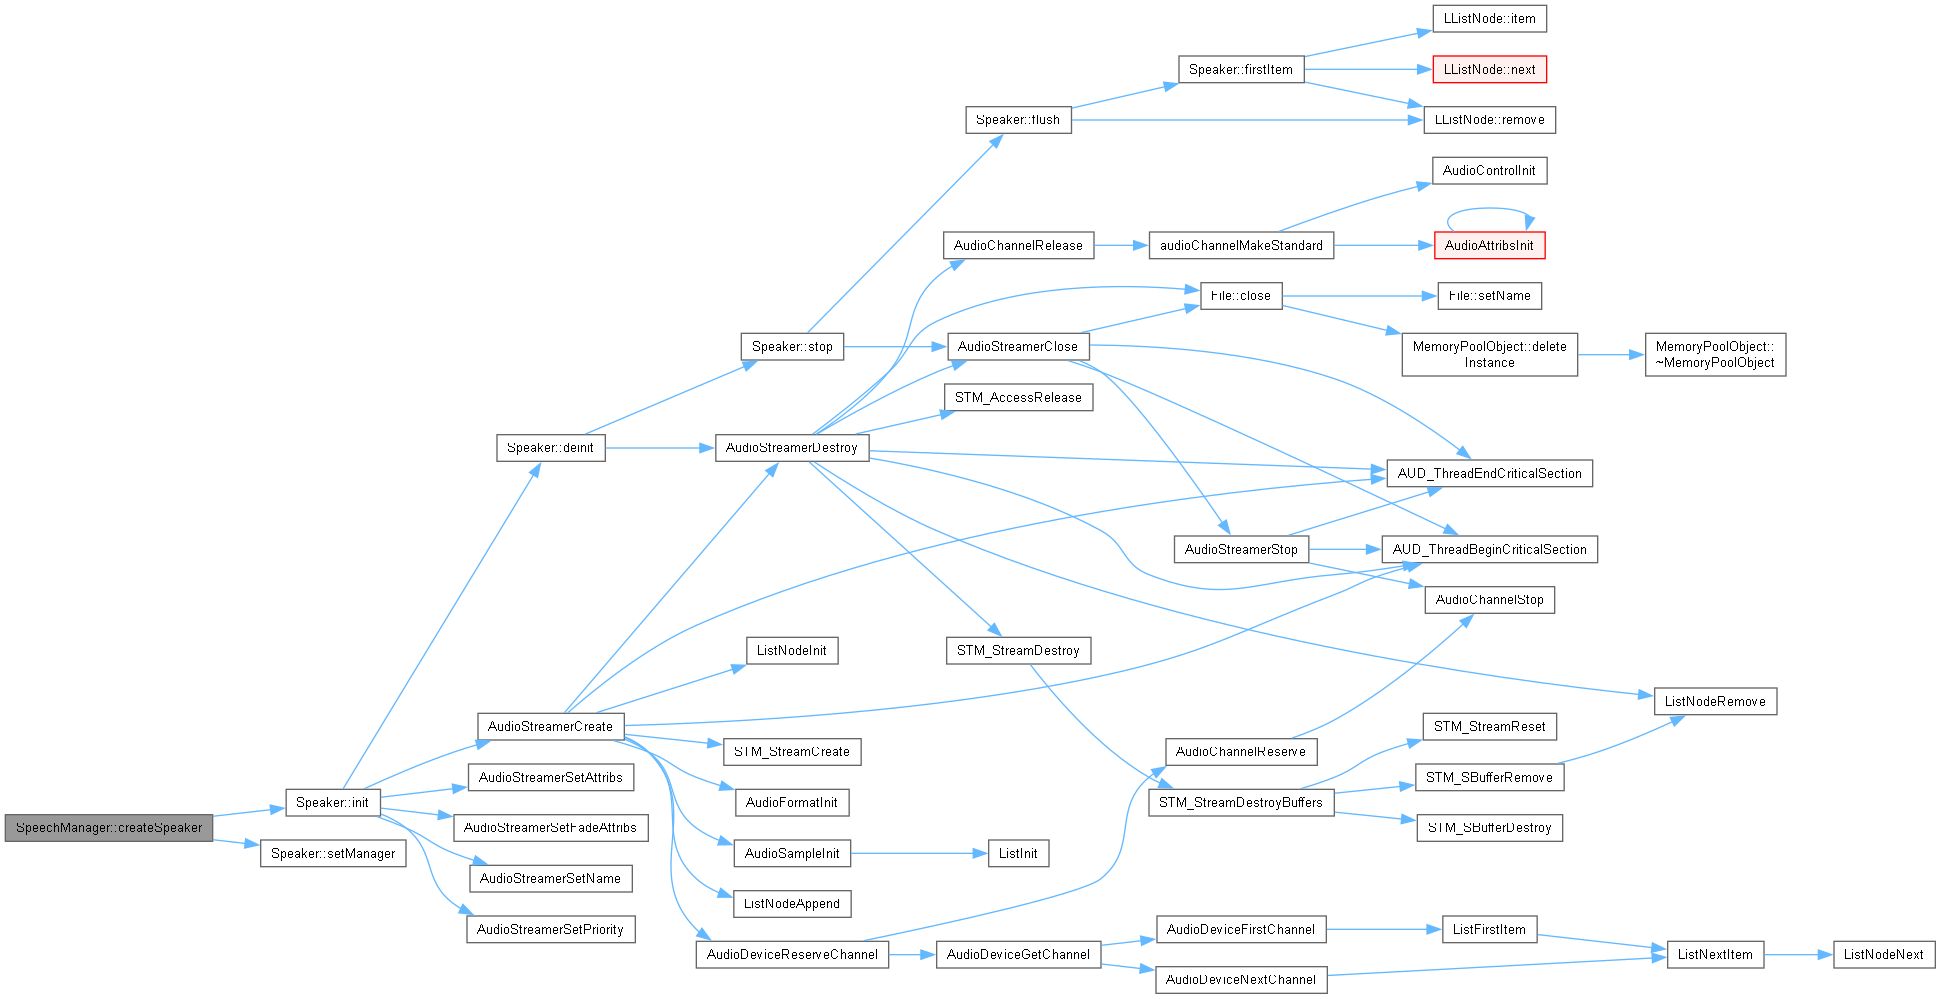 LListNode::item
Speaker::firstItem
LListNode::next
Speaker::flush
LListNode::remove
AudioControlInit
AudioChannelRelease
audioChannelMakeStandard
AudioAttribsInit
File::close
File::setName
Speaker::stop
AudioStreamerClose
MemoryPoolObject::delete
Instance
MemoryPoolObject::
~MemoryPoolObject
STM_AccessRelease
Speaker::deinit
AudioStreamerDestroy
AUD_ThreadEndCriticalSection
AudioStreamerStop
AUD_ThreadBeginCriticalSection
AudioChannelStop
ListNodeInit
STM_StreamDestroy
ListNodeRemove
AudioStreamerCreate
STM_StreamCreate
AudioChannelReserve
STM_StreamReset
AudioStreamerSetAttribs
STM_SBufferRemove
Speaker::init
AudioFormatInit
STM_StreamDestroyBuffers
SpeechManager::createSpeaker
AudioStreamerSetFadeAttribs
STM_SBufferDestroy
Speaker::setManager
AudioSampleInit
ListInit
AudioStreamerSetName
ListNodeAppend
AudioStreamerSetPriority
AudioDeviceFirstChannel
ListFirstItem
AudioDeviceReserveChannel
AudioDeviceGetChannel
ListNextItem
ListNodeNext
AudioDeviceNextChannel